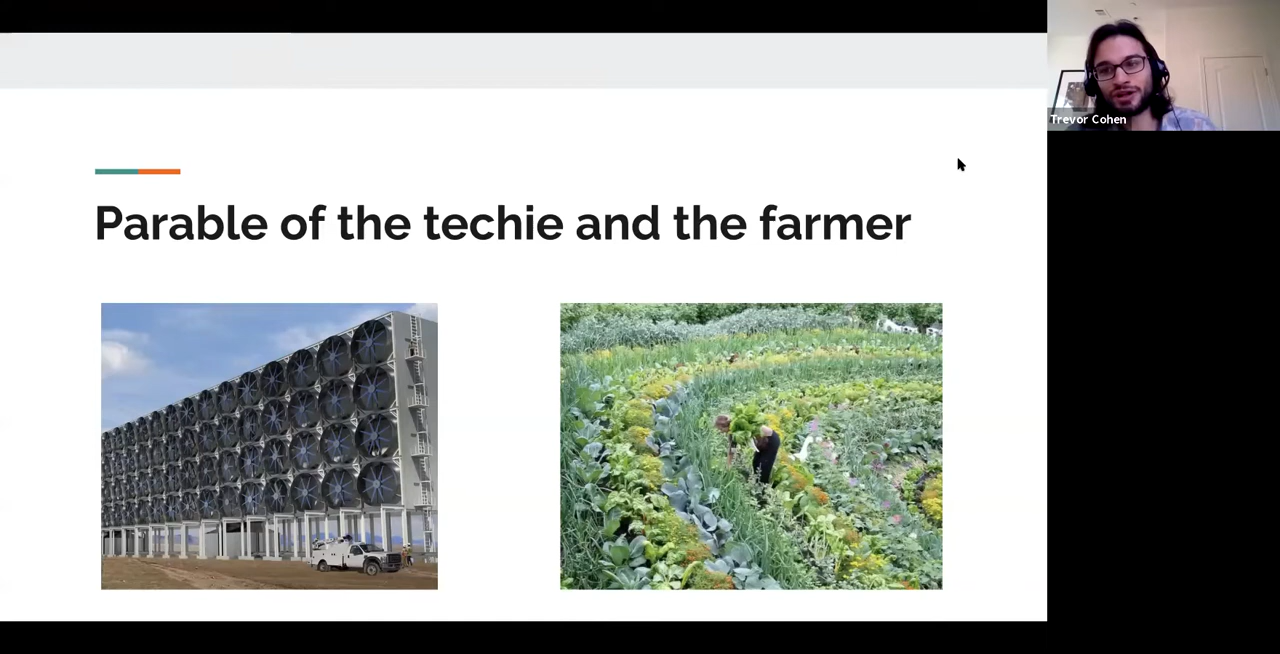 Trevor Cohen
Parable of the techie and the farmer